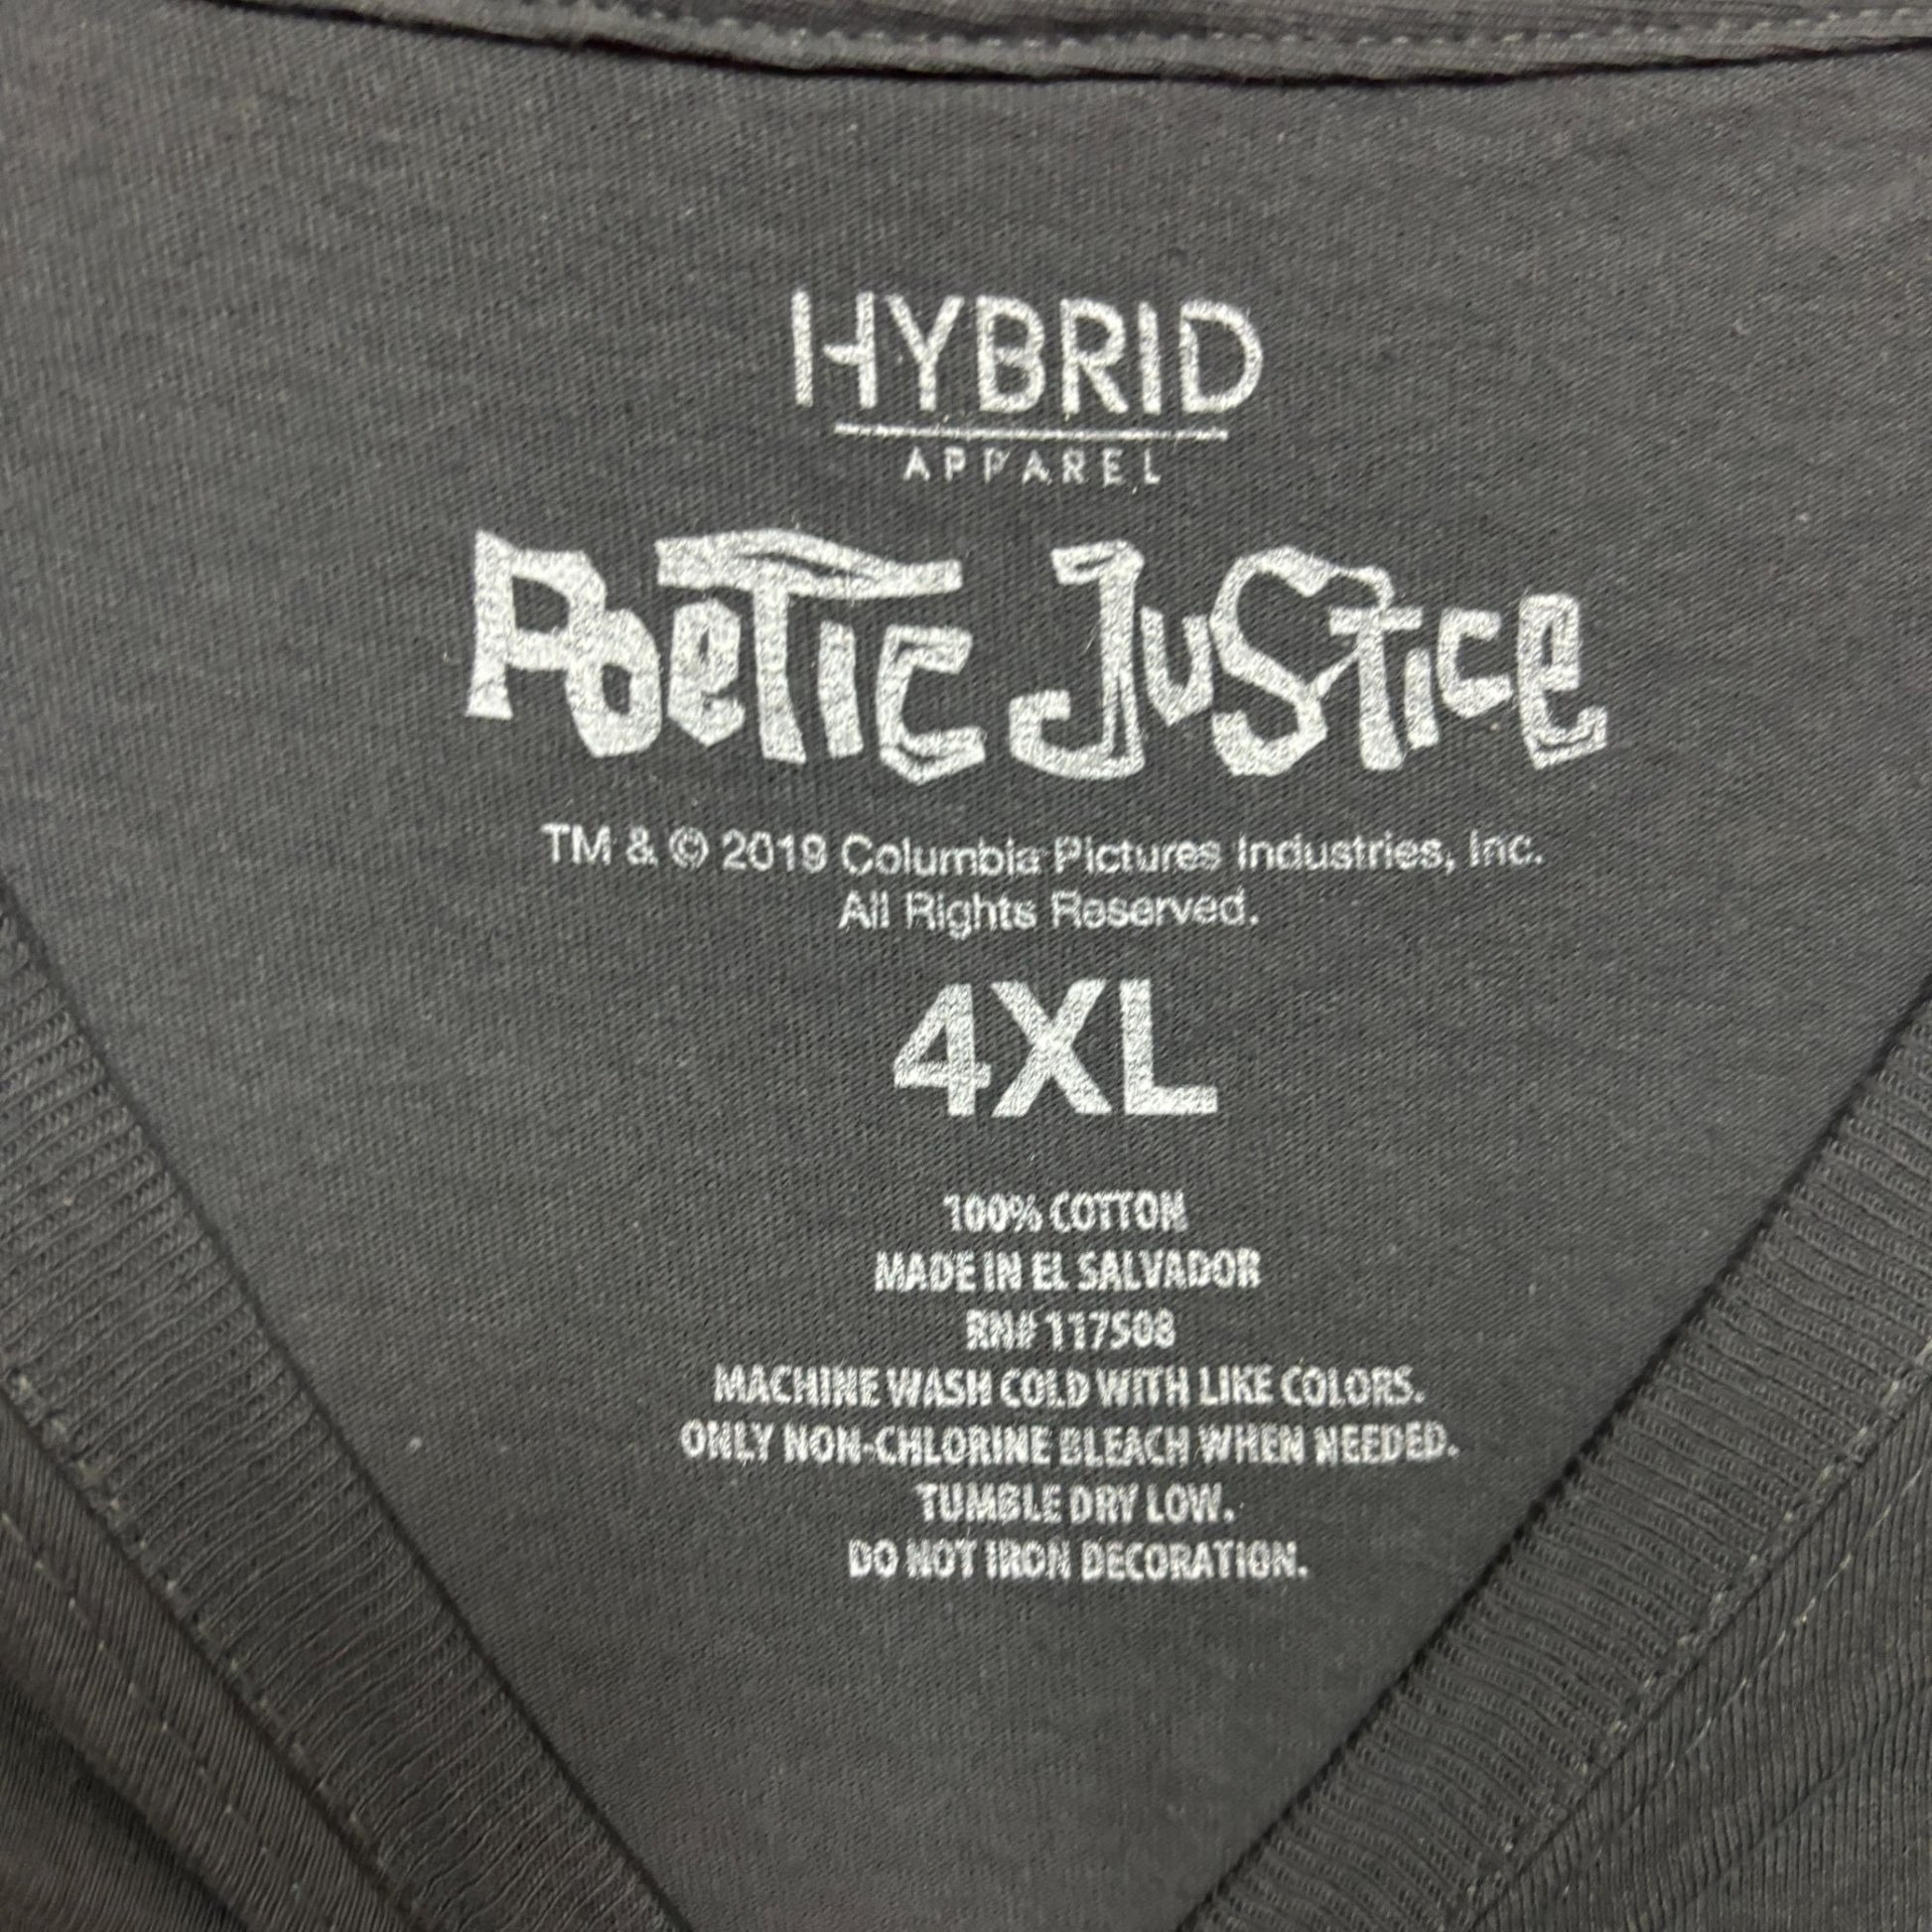 HYBRID
APPAREL
POETIC JUSTICE
TM & © 2019 Columbia Pictures Industries, Inc.
All Rights Reserved.
4XL
100% COTTON
MADE IN EL SALVADOR
RN# 117508
MACHINE WASH COLD WITH LIKE COLORS.
ONLY NON-CHLORINE BLEACH WHEN NEEDED.
TUMBLE DRY LOW.
DO NOT IRON DECORATION.